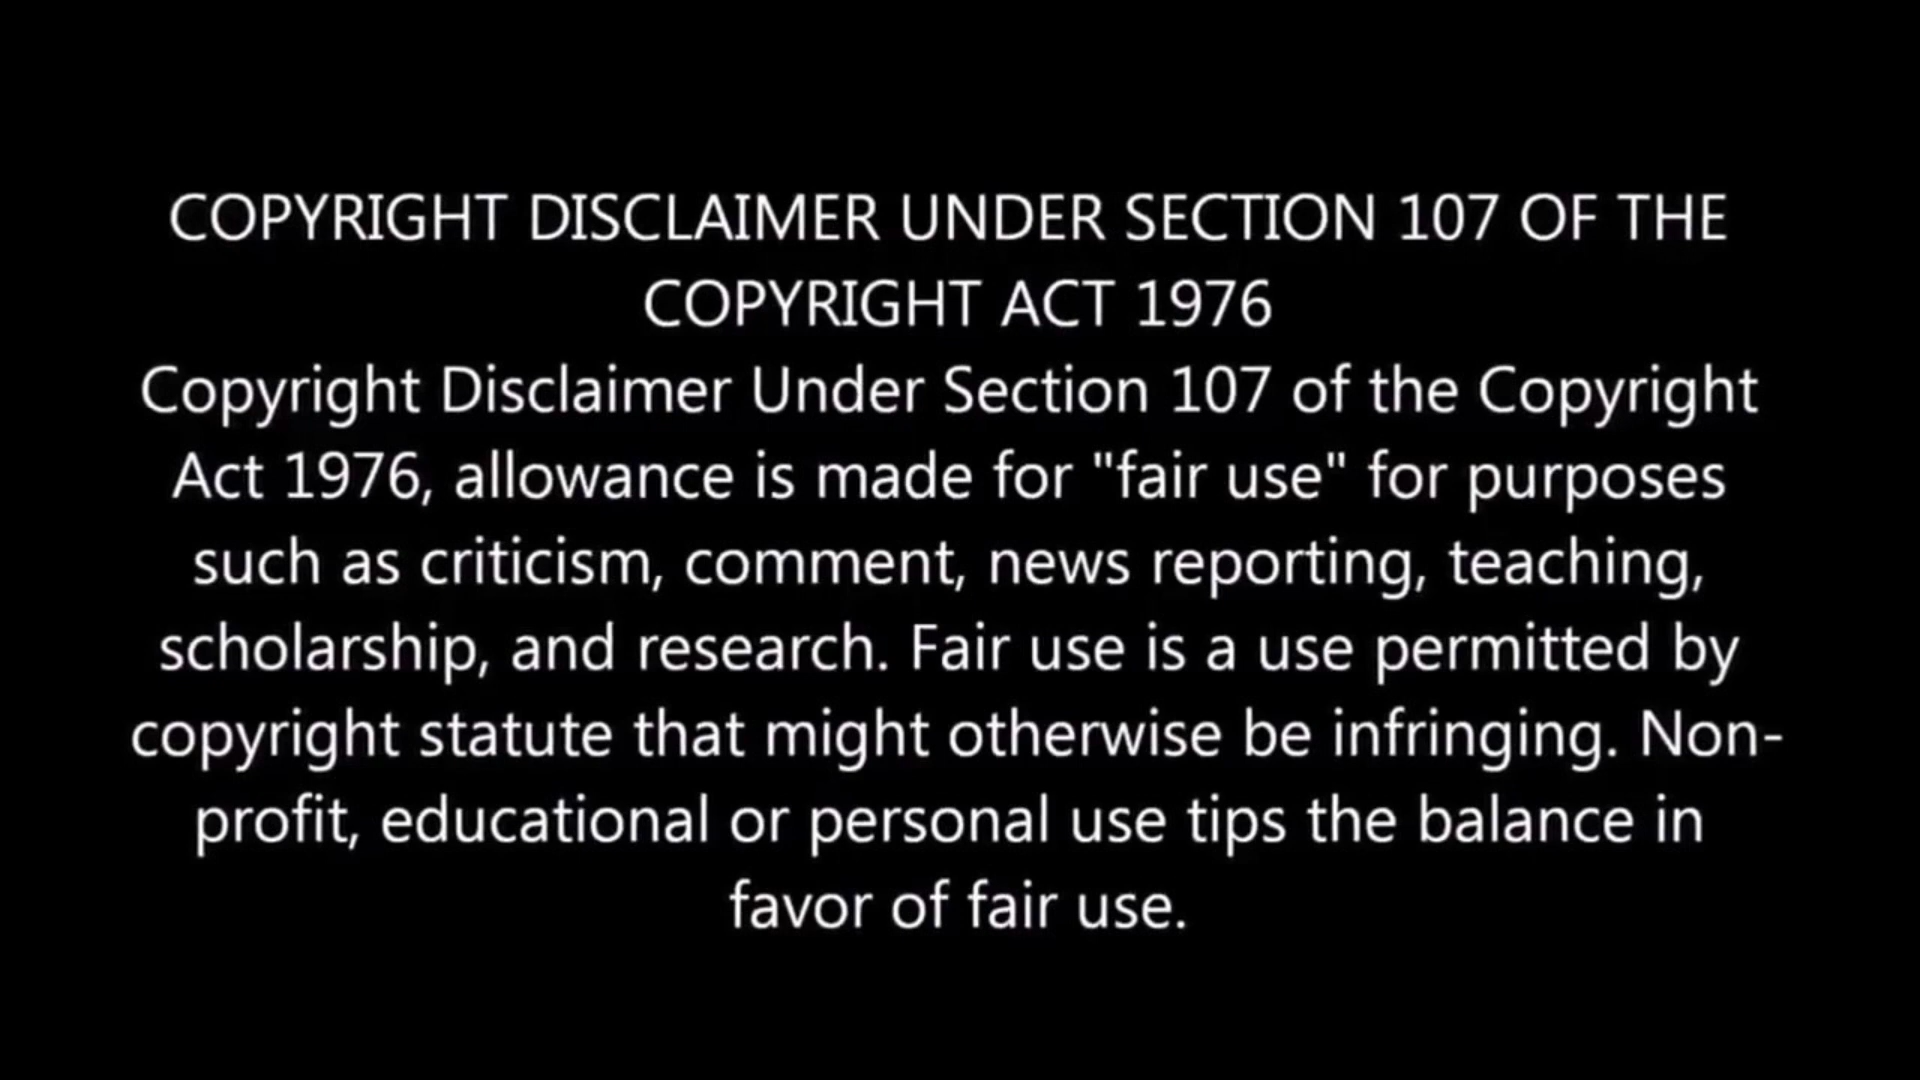 COPYRIGHT DISCLAIMER UNDER SECTION 107 OF THE
COPYRIGHT ACT 1976
Copyright Disclaimer Under Section 107 of the Copyright
Act 1976, allowance is made for "fair use" for purposes
such as criticism, comment, news reporting, teaching,
scholarship, and research. Fair use is a use permitted by
copyright statute that might otherwise be infringing. Non-
profit, educational or personal use tips the balance in
favor of fair use.